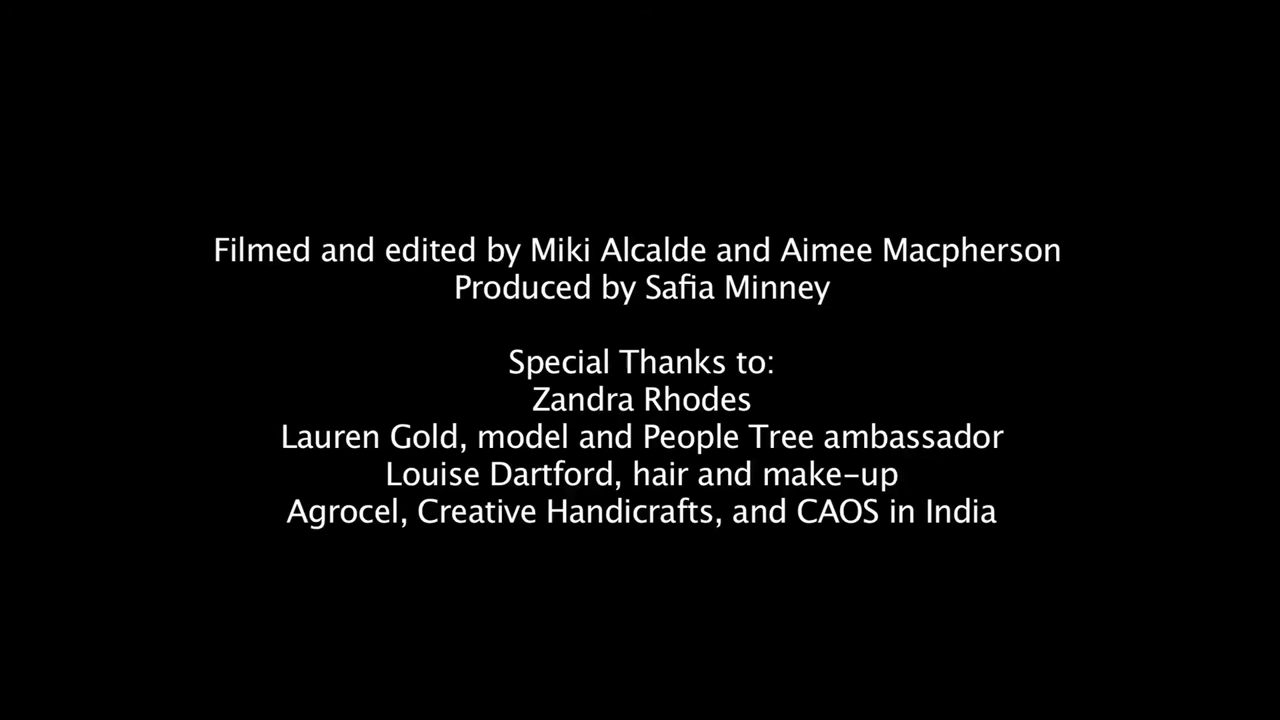 Filmed and edited by Miki Alcalde and Aimee Macpherson
Produced by Safia Minney
Special Thanks to:
Zandra Rhodes
Lauren Gold, model and People Tree ambassador
Louise Dartford, hair and make-up
Agrocel, Creative Handicrafts, and CAOS in India